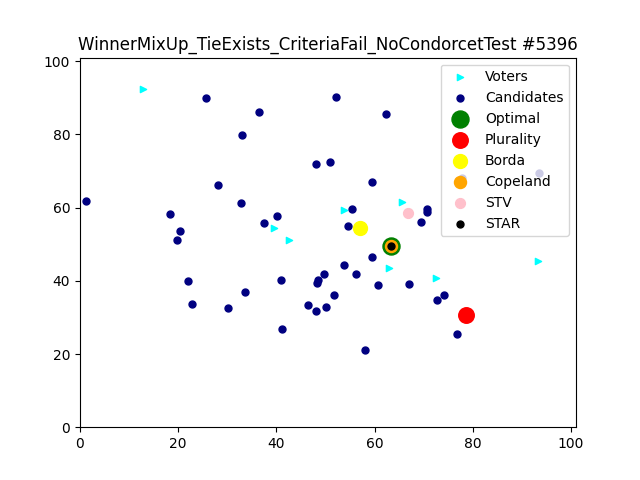 WinnerMixUp_TieExists_CriteriaFail_NoCondorcetTest #5396
100
80
60
40
20
0
0 20 40 60 80 100
Voters
Candidates
Optimal
Plurality
Borda
Copeland
STV
STAR